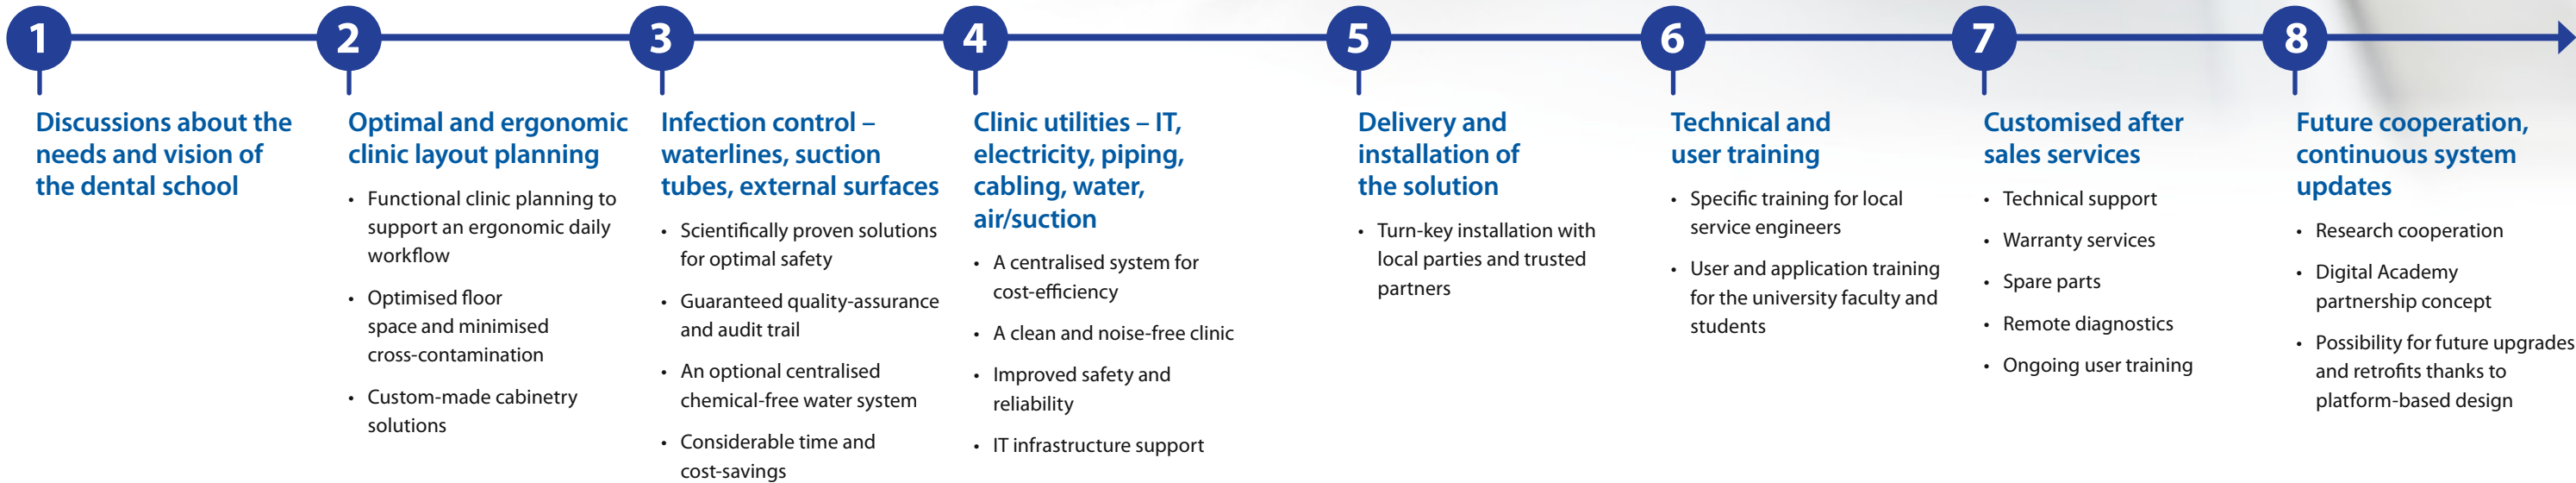 1
Discussions about the
needs and vision of
the dental school
2
Optimal and ergonomic
clinic layout planning
• Functional clinic planning to
support an ergonomic daily
workflow
• Optimised floor
space and minimised
cross-contamination
• Custom-made cabinetry
solutions
3
Infection control –
waterlines, suction
tubes, external surfaces
• Scientifically proven solutions
for optimal safety
• Guaranteed quality-assurance
and audit trail
• An optional centralised
chemical-free water system
• Considerable time and
cost-savings
4
Clinic utilities – IT,
electricity, piping,
cabling, water,
air/suction
• A centralised system for
cost-efficiency
• A clean and noise-free clinic
• Improved safety and
reliability
• IT infrastructure support
5
Delivery and
installation of
the solution
• Turn-key installation with
local parties and trusted
partners
6
Technical and
user training
• Specific training for local
service engineers
• User and application training
for the university faculty and
students
7
Customised after
sales services
• Technical support
• Warranty services
• Spare parts
• Remote diagnostics
• Ongoing user training
8
Future cooperation,
continuous system
updates
• Research cooperation
• Digital Academy
partnership concept
• Possibility for future upgrades
and retrofits thanks to
platform-based design